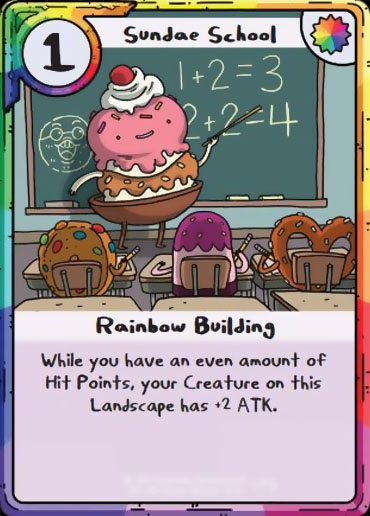 1
Sundae School
1+2=3
2+2=4
Rainbow Building
While you have an even amount of
Hit Points, your Creature on this
Landscape has +2 ATK.